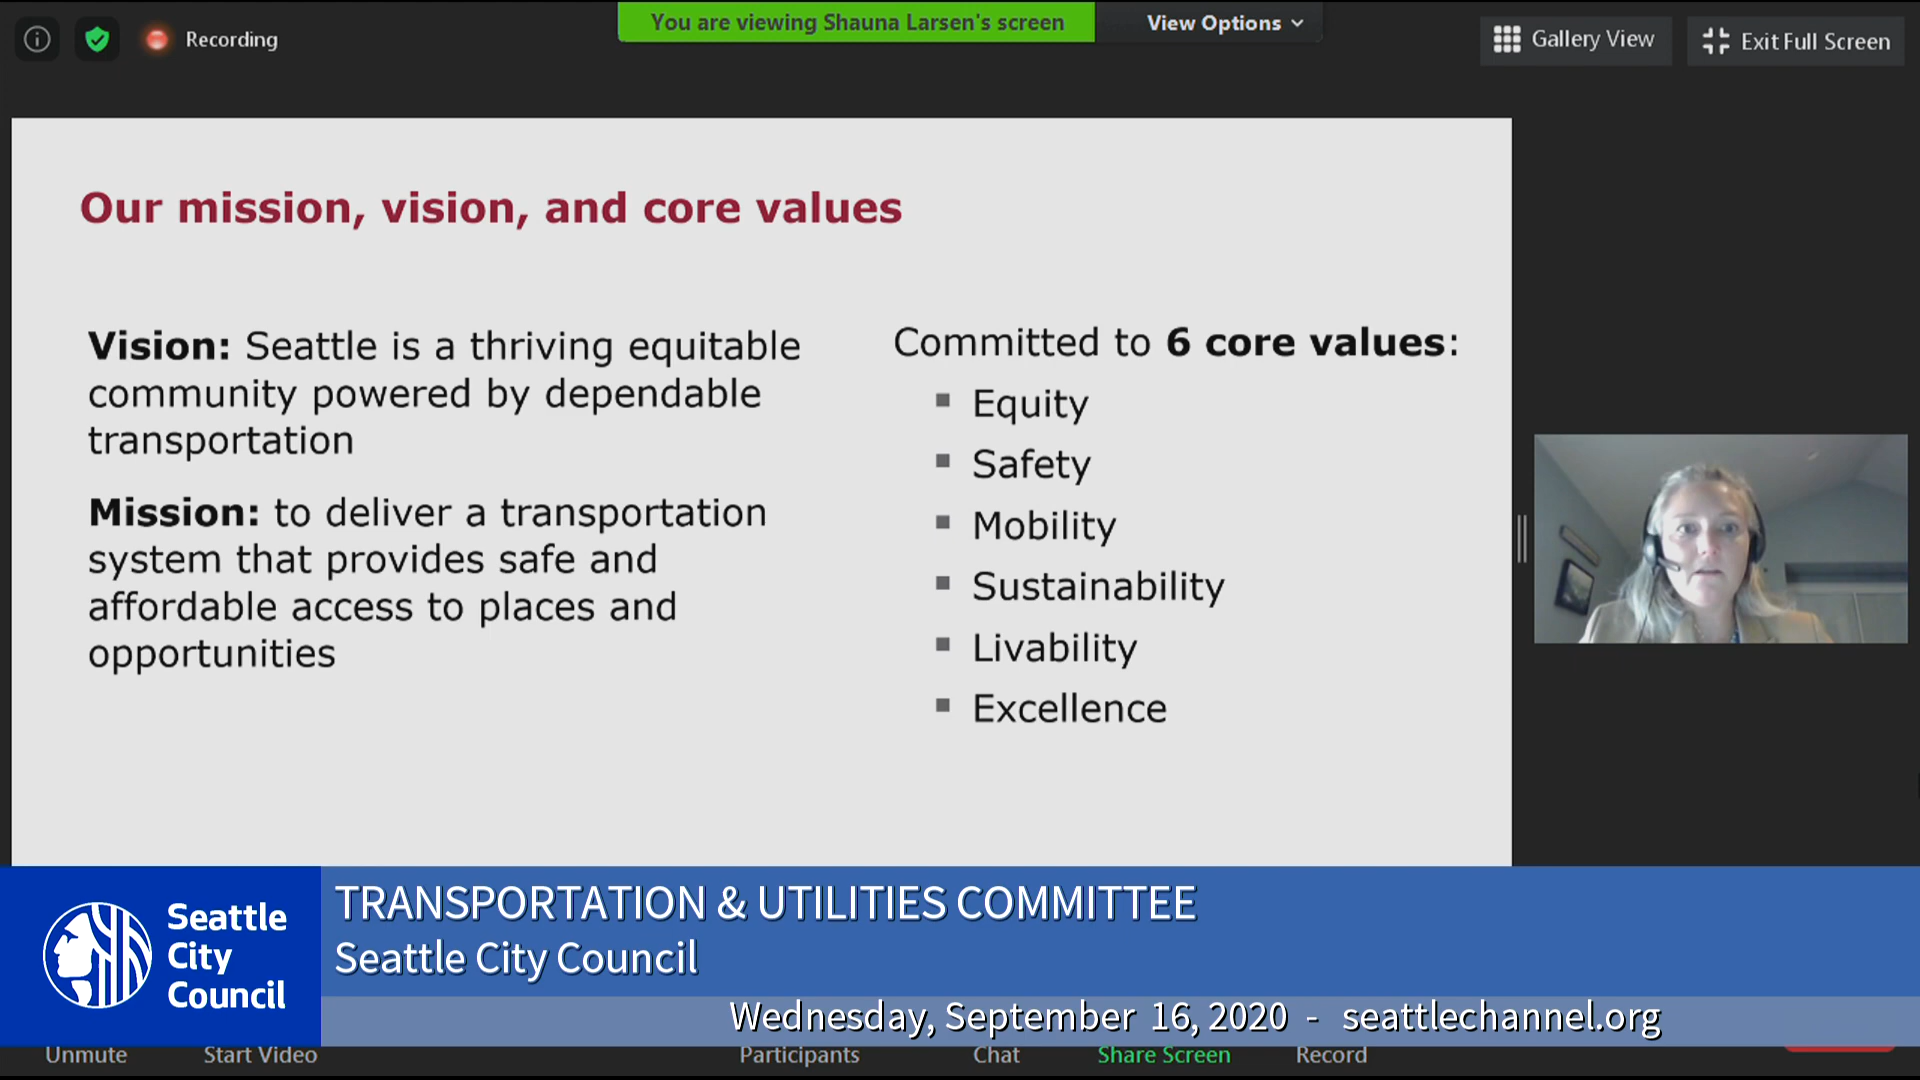 Recording
You are viewing Shauna Larsen's screen
View Options
Gallery View
Exit Full Screen
Our mission, vision, and core values
Vision: Seattle is a thriving equitable
community powered by dependable
transportation
Mission: to deliver a transportation
system that provides safe and
affordable access to places and
opportunities
Committed to 6 core values:
Equity
Safety
Mobility
Sustainability
Livability
Excellence
Seattle
City
Council
TRANSPORTATION & UTILITIES COMMITTEE
Seattle City Council
Wednesday, September 16, 2020 - seattlechannel.org
Unmute
Start Video
Participants
Chat
Share Screen
Record